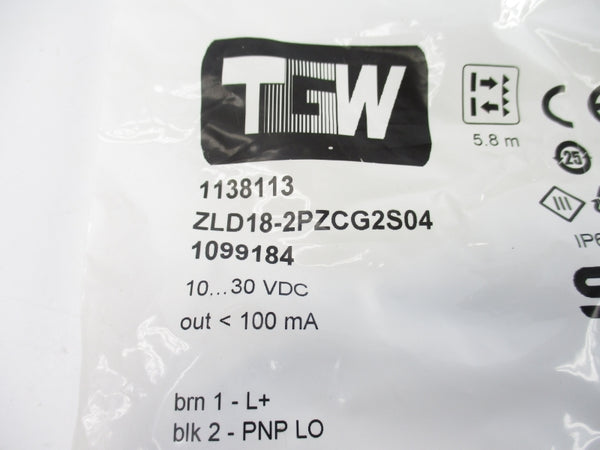 TGW
5.8 m
25
1138113
ZLD18-2PZCG2S04
1099184
10...30 VDC
out < 100 mA
brn 1 - L+
blk 2 - PNP LO